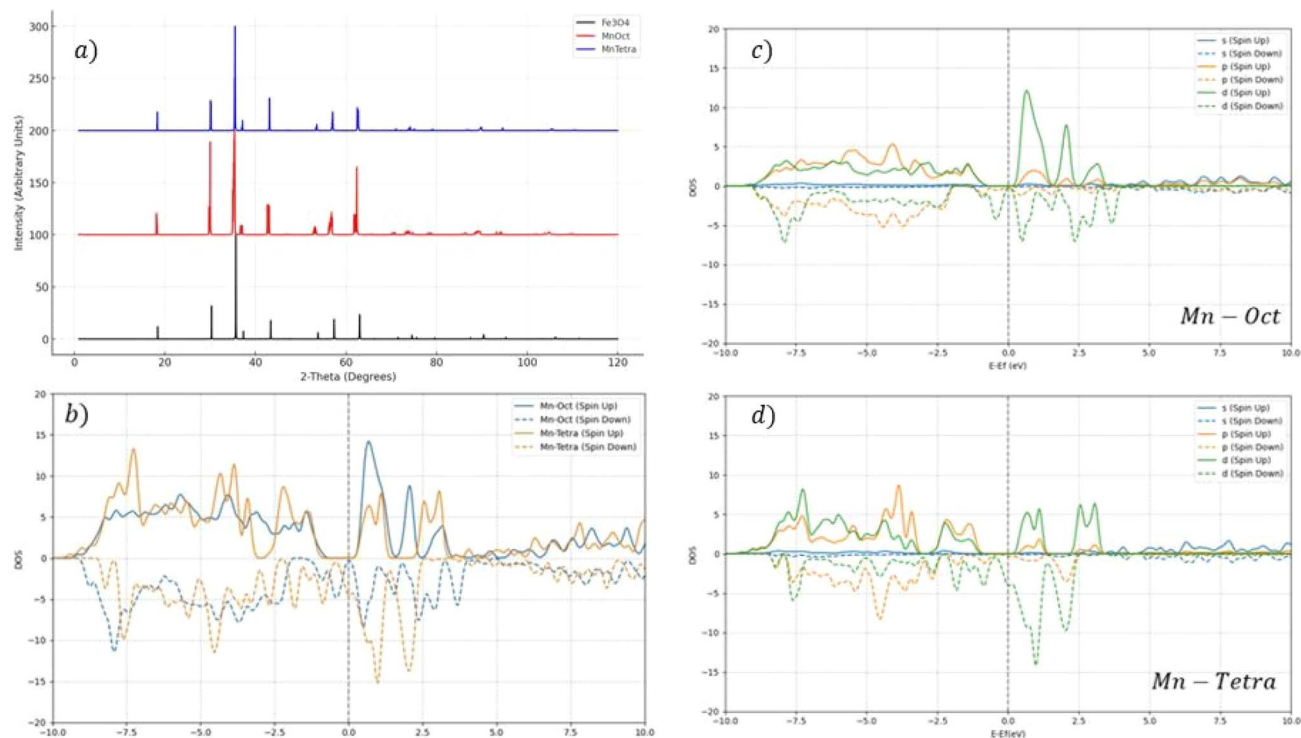 a)
Fe3O4
MnOct
MnTetra
Intensity (Arbitrary Units)
300
250
200
150
100
50
0
0 20 40 60 80 100 120
2-Theta (Degrees)
b)
Mn-Oct (Spin Up)
Mn-Oct (Spin Down)
Mn-Tetra (Spin Up)
Mn-Tetra (Spin Down)
DOS
20
15
10
5
0
−5
−10
−15
−20
−10.0 −7.5 −5.0 −2.5 0.0 2.5 5.0 7.5 10.0
c)
s (Spin Up)
s (Spin Down)
p (Spin Up)
p (Spin Down)
d (Spin Up)
d (Spin Down)
DOS
20
15
10
5
0
−5
−10
−15
−20
Mn − Oct
−10.0 −7.5 −5.0 −2.5 0.0 2.5 5.0 7.5 10.0
E-Ef (eV)
d)
s (Spin Up)
s (Spin Down)
p (Spin Up)
p (Spin Down)
d (Spin Up)
d (Spin Down)
DOS
20
15
10
5
0
−5
−10
−15
−20
Mn − Tetra
−10.0 −7.5 −5.0 −2.5 0.0 2.5 5.0 7.5 10.0
E-Ef(eV)